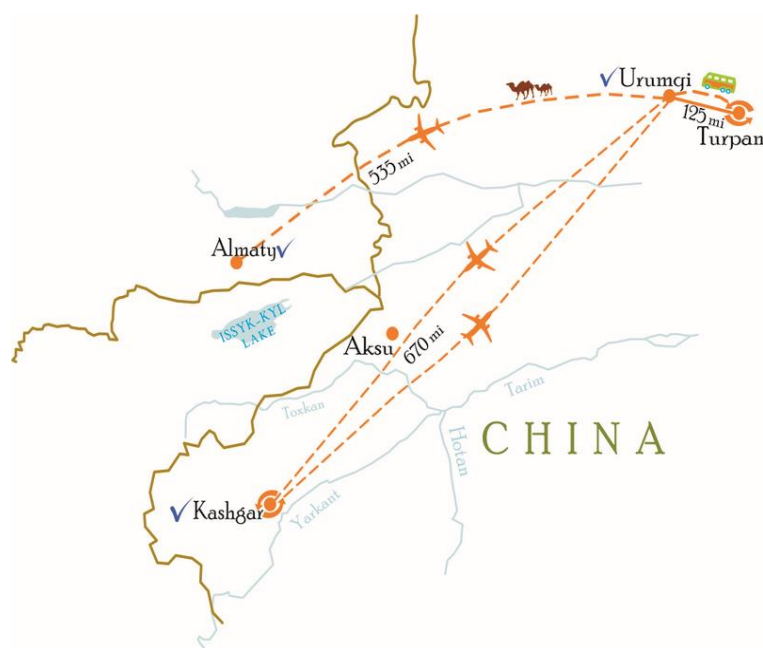 Urumqi
125 mi
Turpan
535 mi
Almaty
ISSYK-KYL
LAKE
Aksu
670 mi
Toxkan
Tarim
Hotan
CHINA
Kashgar
Yarkant